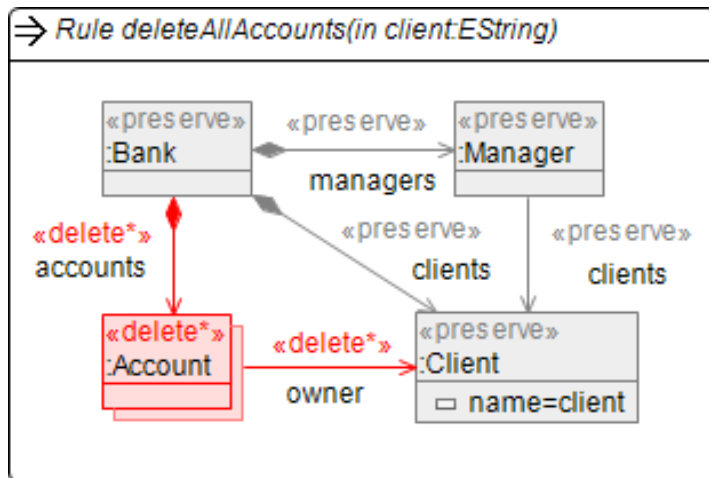 Rule deleteAllAccounts(in client:EString)
«preserve»
:Bank
«preserve»
managers
«preserve»
:Manager
«delete*»
accounts
«preserve»
clients
«preserve»
clients
«delete*»
:Account
«delete*»
owner
«preserve»
:Client
name=client